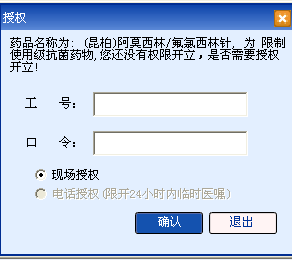 授权
药品名称为: (昆柏)阿莫西林/氟氯西林针, 为 限制
使用级抗菌药物,您还没有权限开立，是否需要授权
开立!
工 号:
口 令:
现场授权
电话授权(限开24小时内临时医嘱)
确认
退出